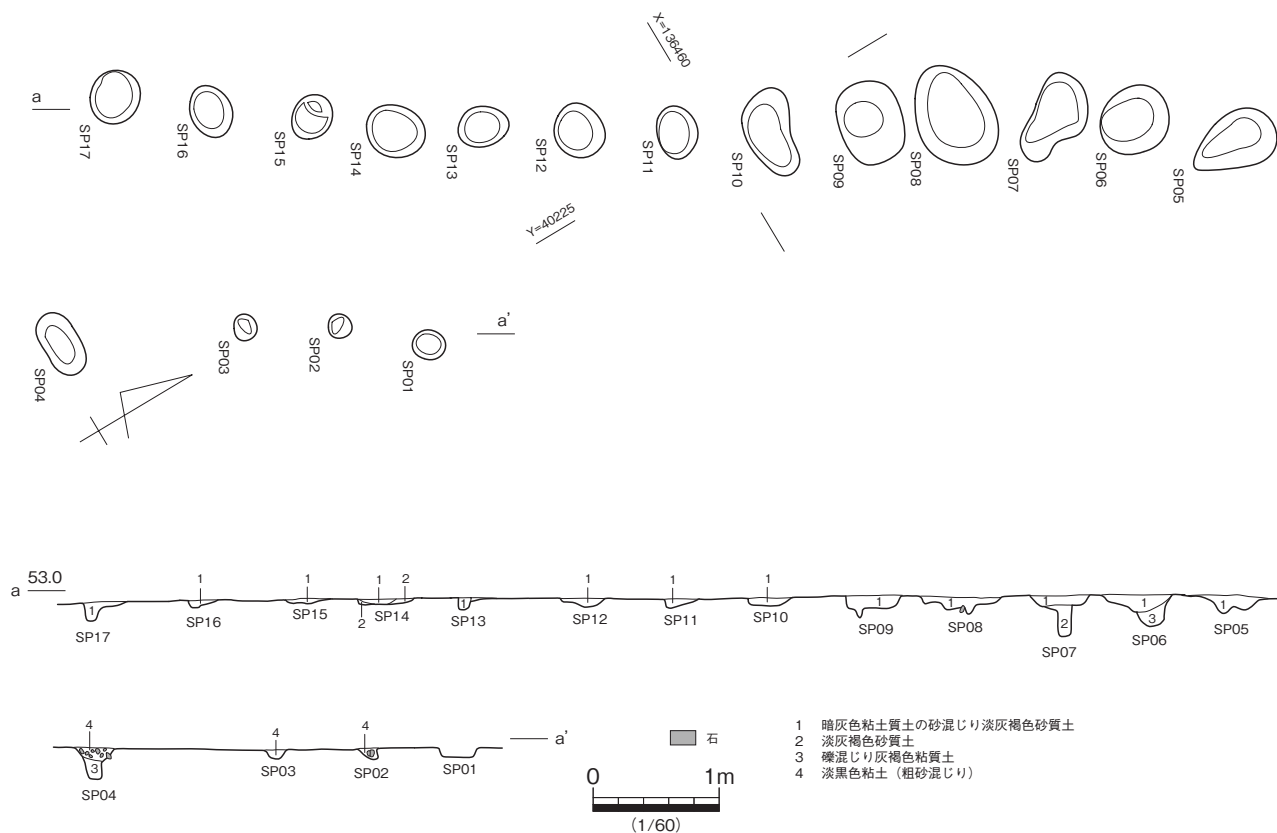 X=136460
a
SP17
SP16
SP15
SP14
SP13
SP12
SP11
SP10
SP09
SP08
SP07
SP06
SP05
Y=40225
a'
SP04
SP03
SP02
SP01
a 53.0
1 1 1 1 2 1 1 1
1 1 1 1 1 1 1
2 2 3
SP17 SP16 SP15 SP14 SP13 SP12 SP11 SP10 SP09 SP08 SP07 SP06 SP05
4 4 4
a'
3
SP04 SP03 SP02 SP01
石
0 1m
(1/60)
1 暗灰色粘土質土の砂混じり淡灰褐色砂質土
2 淡灰褐色砂質土
3 礫混じり灰褐色粘質土
4 淡黒色粘土（粗砂混じり）